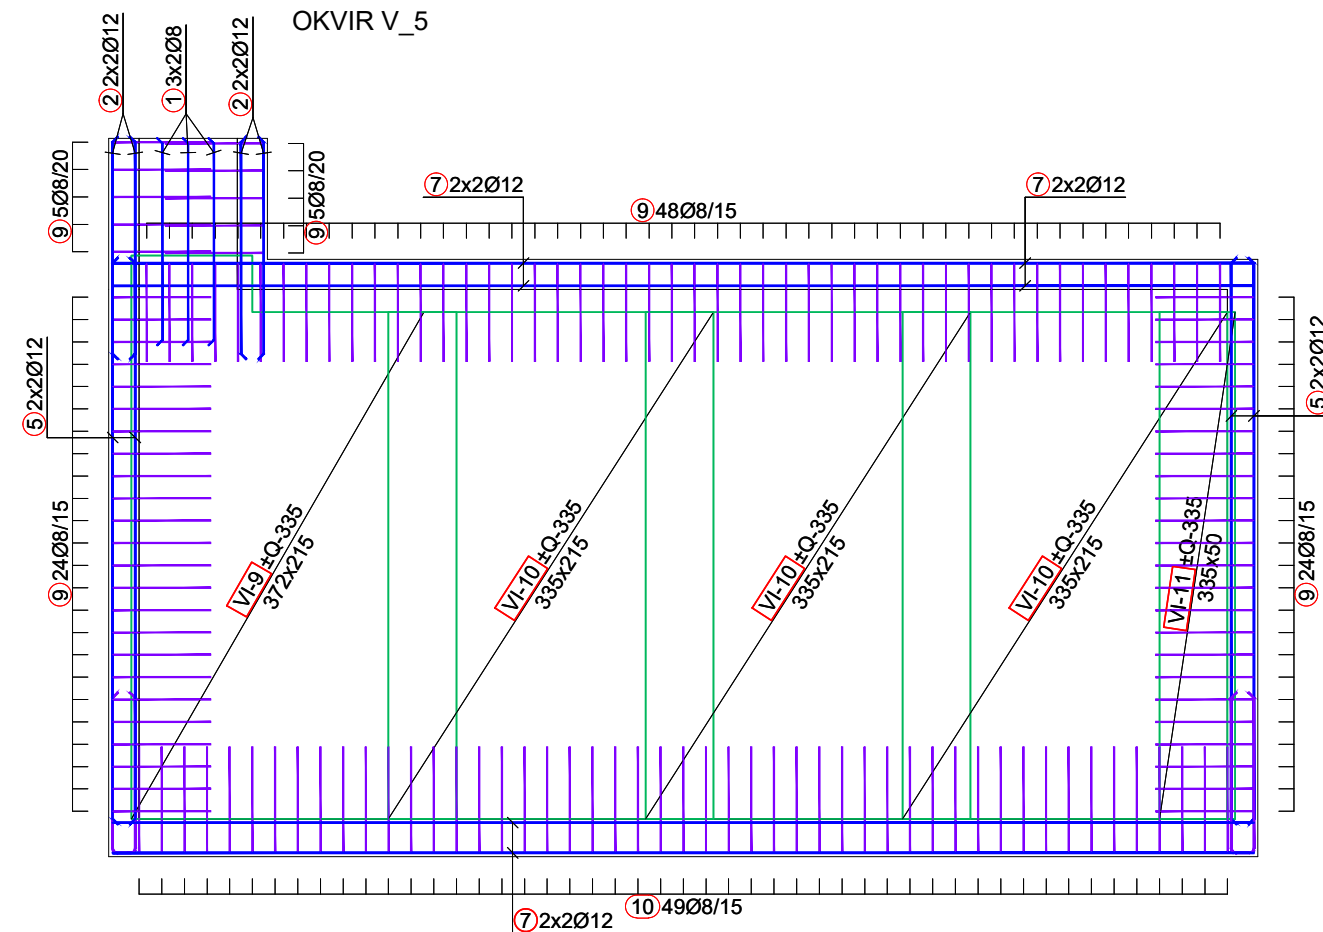 OKVIR V_5
2 2x2Ø12
1 3x2Ø8
2 2x2Ø12
9 5Ø8/20
9 5Ø8/20
7 2x2Ø12
9 48Ø8/15
7 2x2Ø12
5 2x2Ø12
5 2x2Ø12
9 24Ø8/15
9 24Ø8/15
VI-9 ±Q-335
372x215
VI-10 ±Q-335
335x215
VI-10 ±Q-335
335x215
VI-10 ±Q-335
335x215
VI-11 ±Q-335
335x50
10 49Ø8/15
7 2x2Ø12